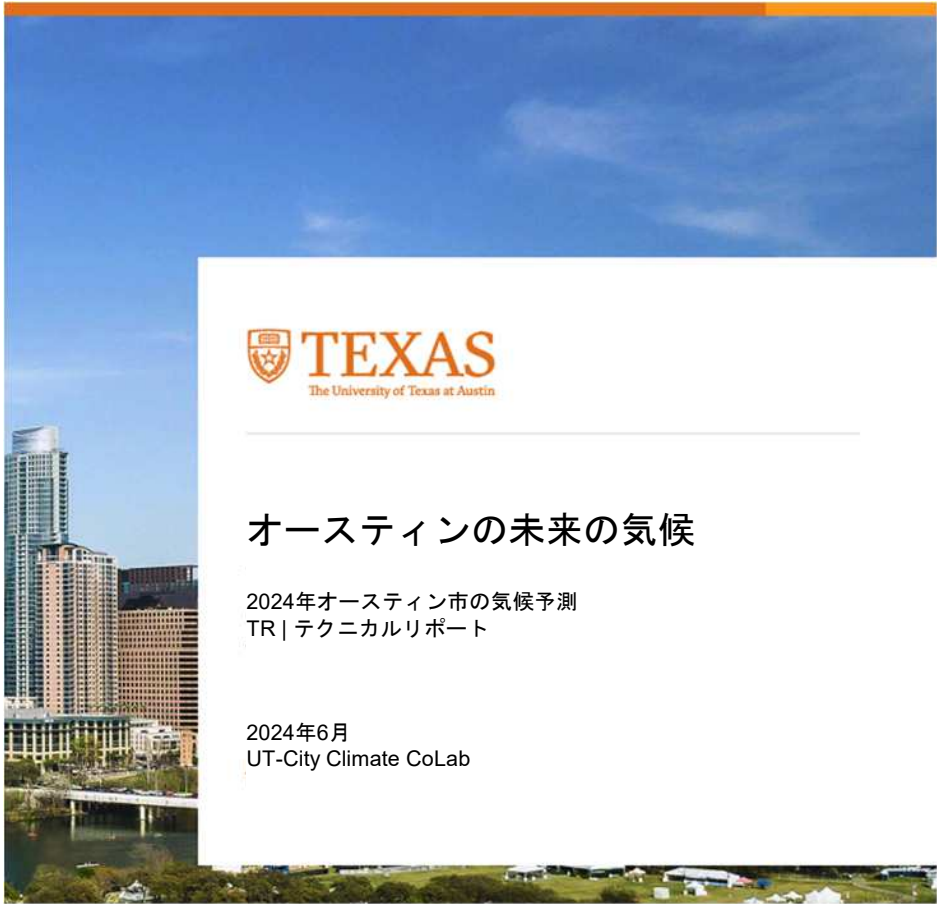 TEXAS
The University of Texas at Austin
オースティンの未来の気候
2024年オースティン市の気候予測
TR | テクニカルリポート
2024年6月
UT-City Climate CoLab